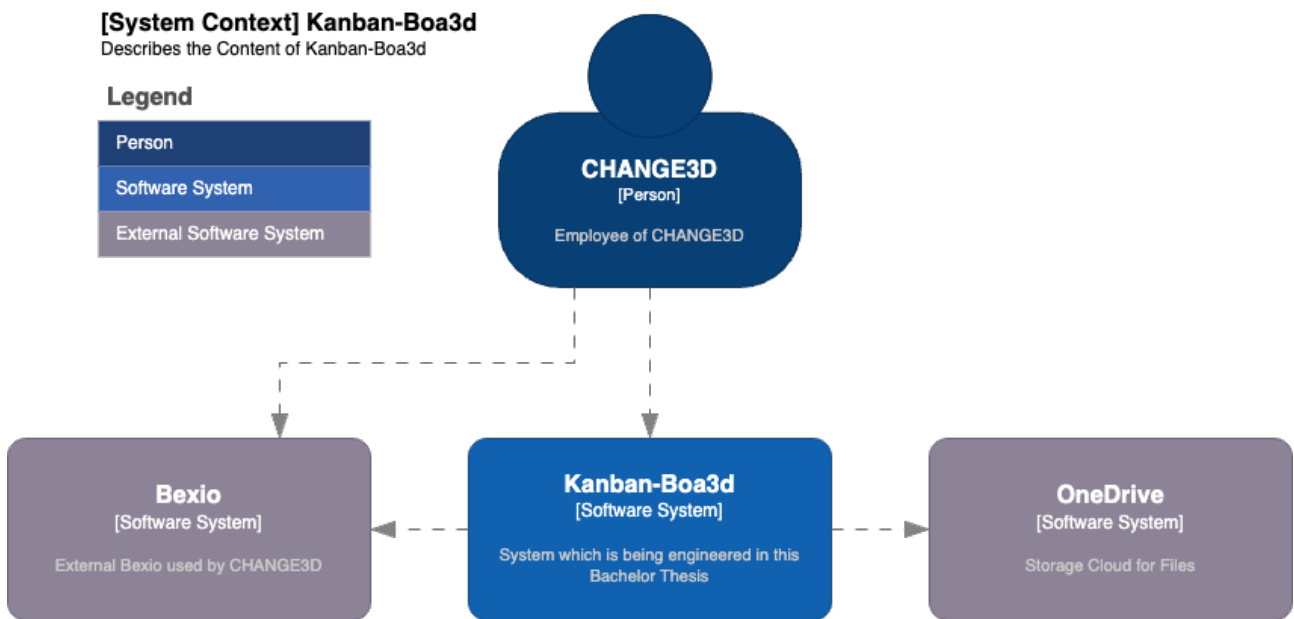 [System Context] Kanban-Boa3d
Describes the Content of Kanban-Boa3d
Legend
Person
Software System
External Software System
CHANGE3D
[Person]
Employee of CHANGE3D
Bexio
[Software System]
External Bexio used by CHANGE3D
Kanban-Boa3d
[Software System]
System which is being engineered in this
Bachelor Thesis
OneDrive
[Software System]
Storage Cloud for Files